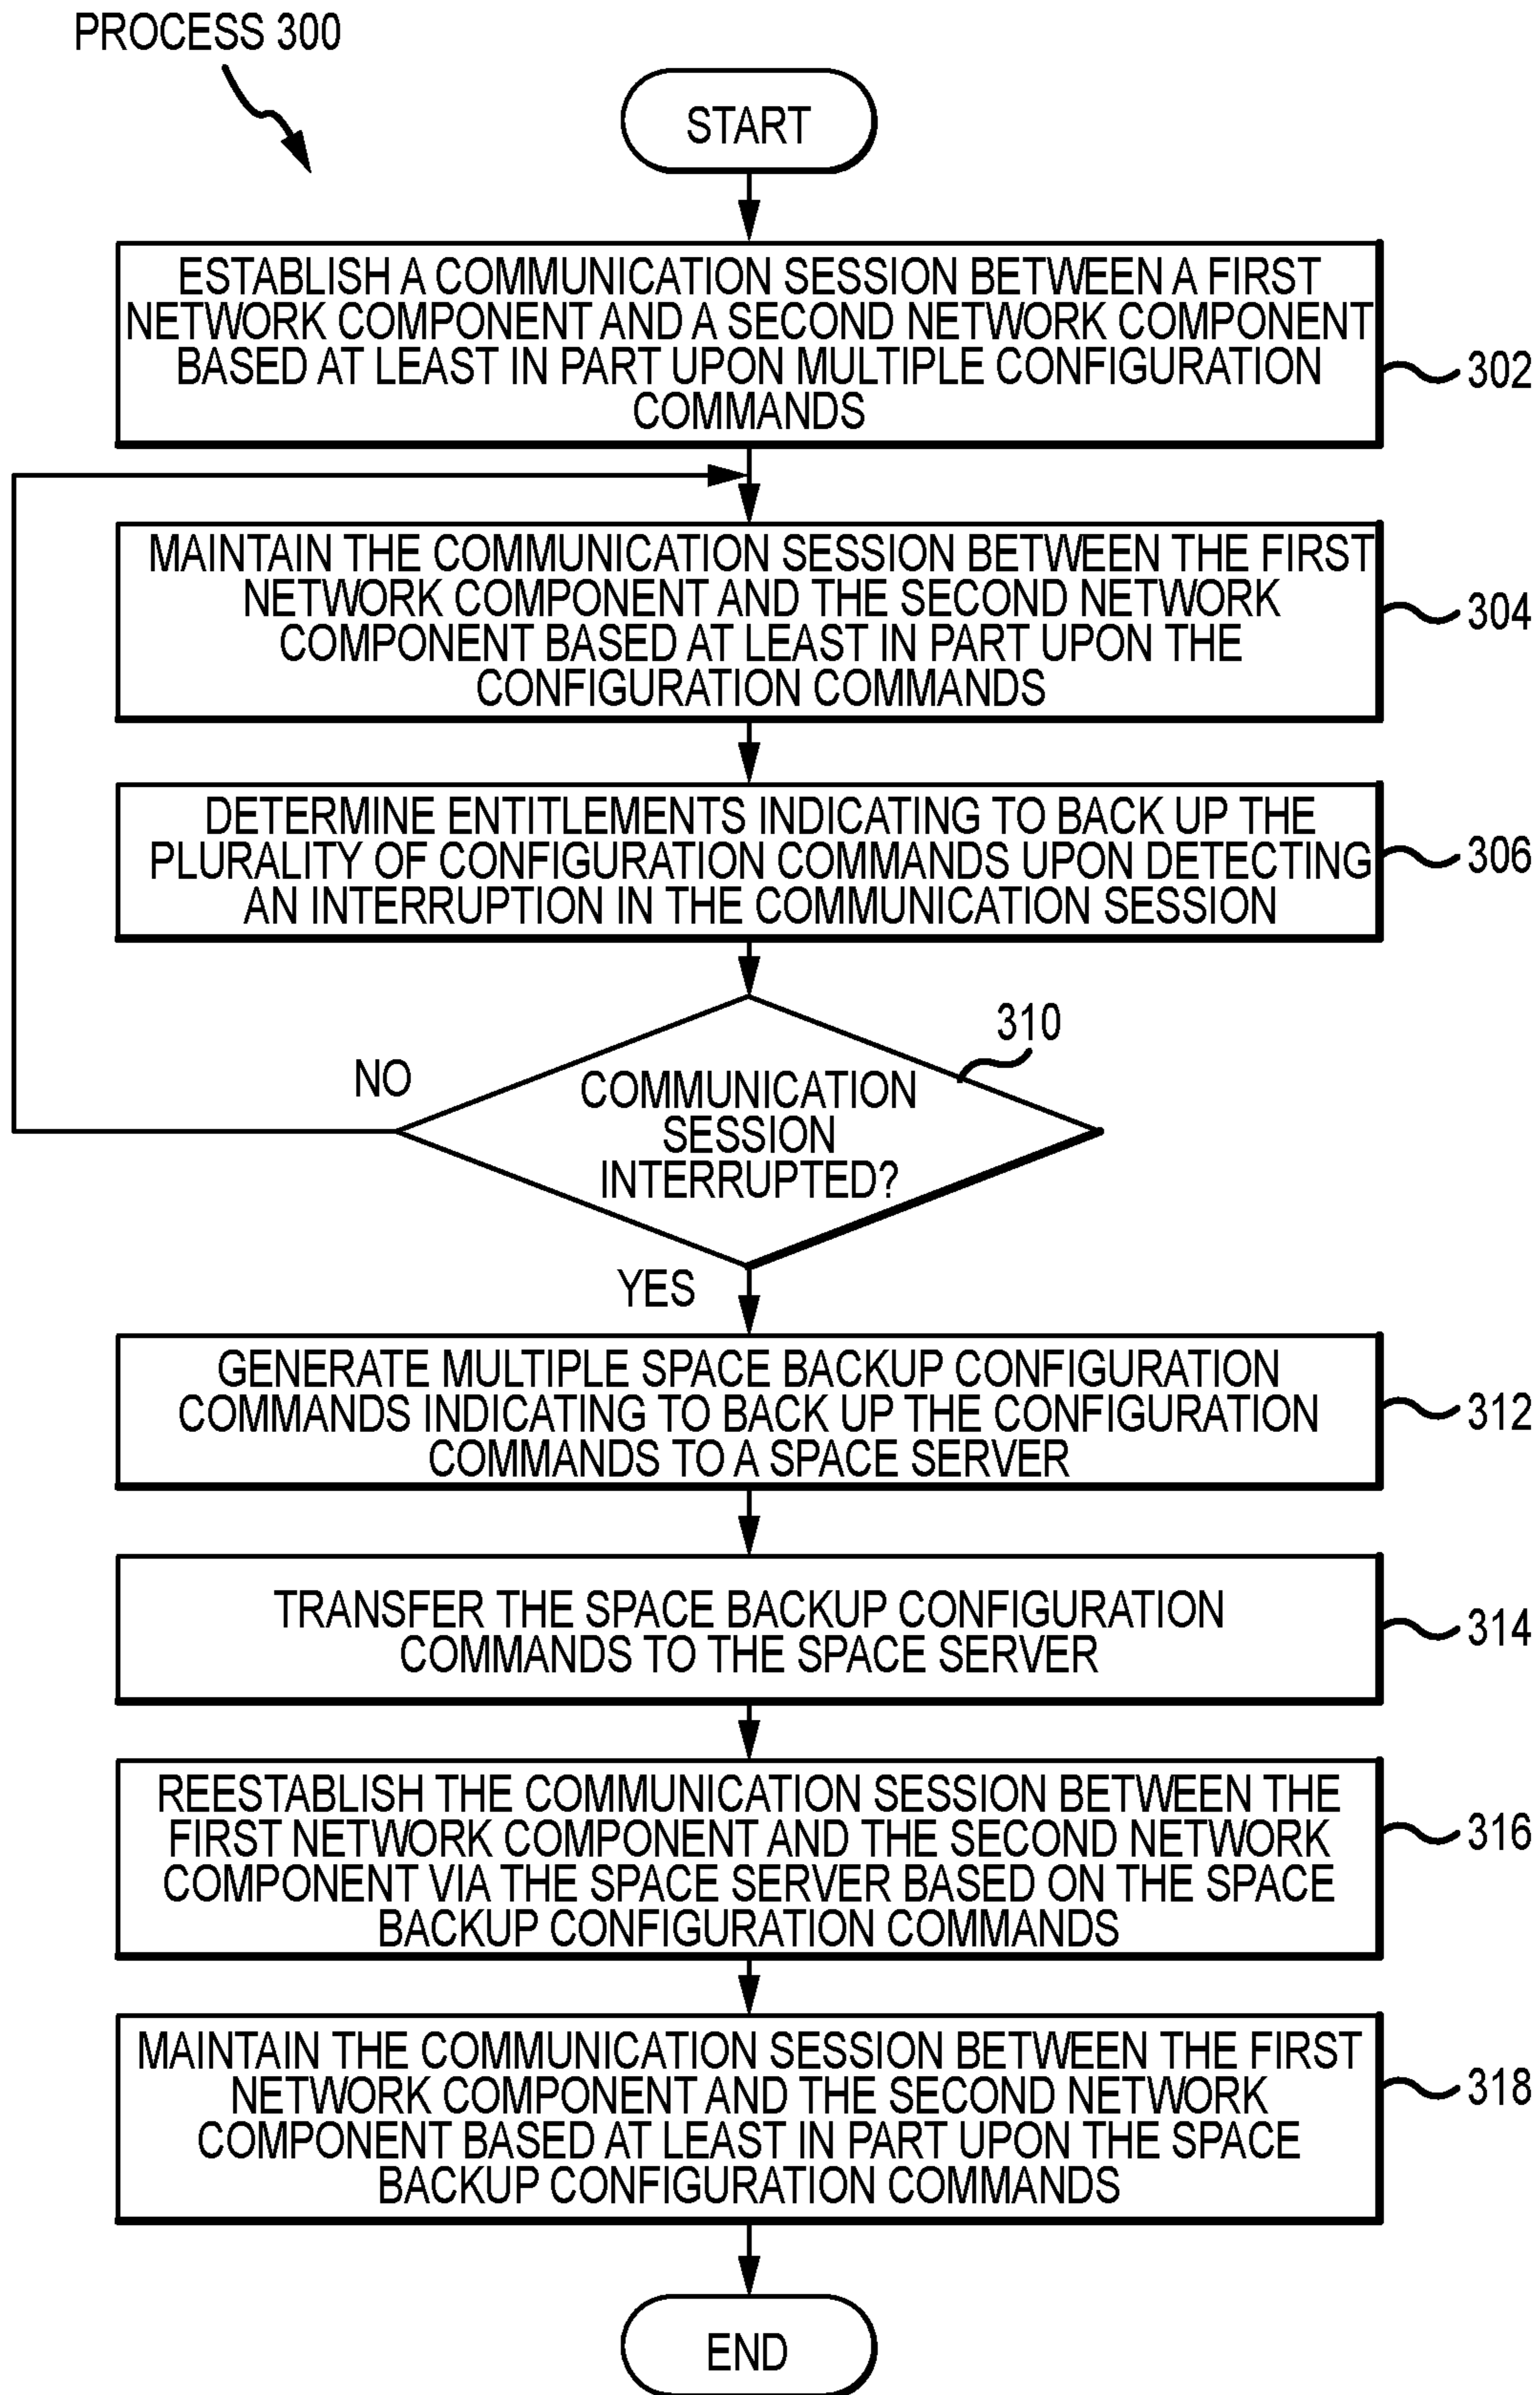 PROCESS 300
START
ESTABLISH A COMMUNICATION SESSION BETWEEN A FIRST
NETWORK COMPONENT AND A SECOND NETWORK COMPONENT
BASED AT LEAST IN PART UPON MULTIPLE CONFIGURATION
COMMANDS
302
MAINTAIN THE COMMUNICATION SESSION BETWEEN THE FIRST
NETWORK COMPONENT AND THE SECOND NETWORK
COMPONENT BASED AT LEAST IN PART UPON THE
CONFIGURATION COMMANDS
304
DETERMINE ENTITLEMENTS INDICATING TO BACK UP THE
PLURALITY OF CONFIGURATION COMMANDS UPON DETECTING
AN INTERRUPTION IN THE COMMUNICATION SESSION
306
310
NO
COMMUNICATION
SESSION
INTERRUPTED?
YES
GENERATE MULTIPLE SPACE BACKUP CONFIGURATION
COMMANDS INDICATING TO BACK UP THE CONFIGURATION
COMMANDS TO A SPACE SERVER
312
TRANSFER THE SPACE BACKUP CONFIGURATION
COMMANDS TO THE SPACE SERVER
314
REESTABLISH THE COMMUNICATION SESSION BETWEEN THE
FIRST NETWORK COMPONENT AND THE SECOND NETWORK
COMPONENT VIA THE SPACE SERVER BASED ON THE SPACE
BACKUP CONFIGURATION COMMANDS
316
MAINTAIN THE COMMUNICATION SESSION BETWEEN THE FIRST
NETWORK COMPONENT AND THE SECOND NETWORK
COMPONENT BASED AT LEAST IN PART UPON THE SPACE
BACKUP CONFIGURATION COMMANDS
318
END